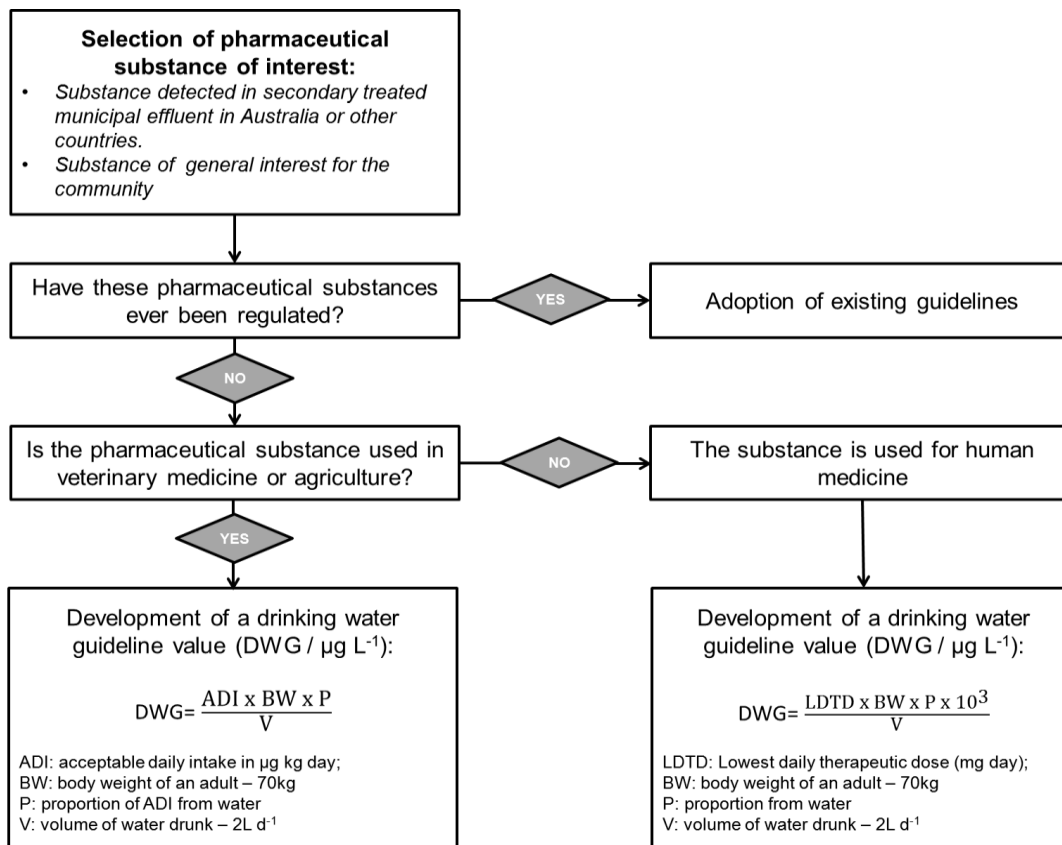 Selection of pharmaceutical
substance of interest:
• Substance detected in secondary treated
municipal effluent in Australia or other
countries.
• Substance of general interest for the
community
Have these pharmaceutical substances
ever been regulated?
YES
Adoption of existing guidelines
NO
Is the pharmaceutical substance used in
veterinary medicine or agriculture?
NO
The substance is used for human
medicine
YES
Development of a drinking water
guideline value (DWG / µg L⁻¹):
DWG= ADI x BW x P / V
ADI: acceptable daily intake in µg kg day;
BW: body weight of an adult – 70kg
P: proportion of ADI from water
V: volume of water drunk – 2L d⁻¹
Development of a drinking water
guideline value (DWG / µg L⁻¹):
DWG= LDTD x BW x P x 10³ / V
LDTD: Lowest daily therapeutic dose (mg day);
BW: body weight of an adult – 70kg
P: proportion from water
V: volume of water drunk – 2L d⁻¹